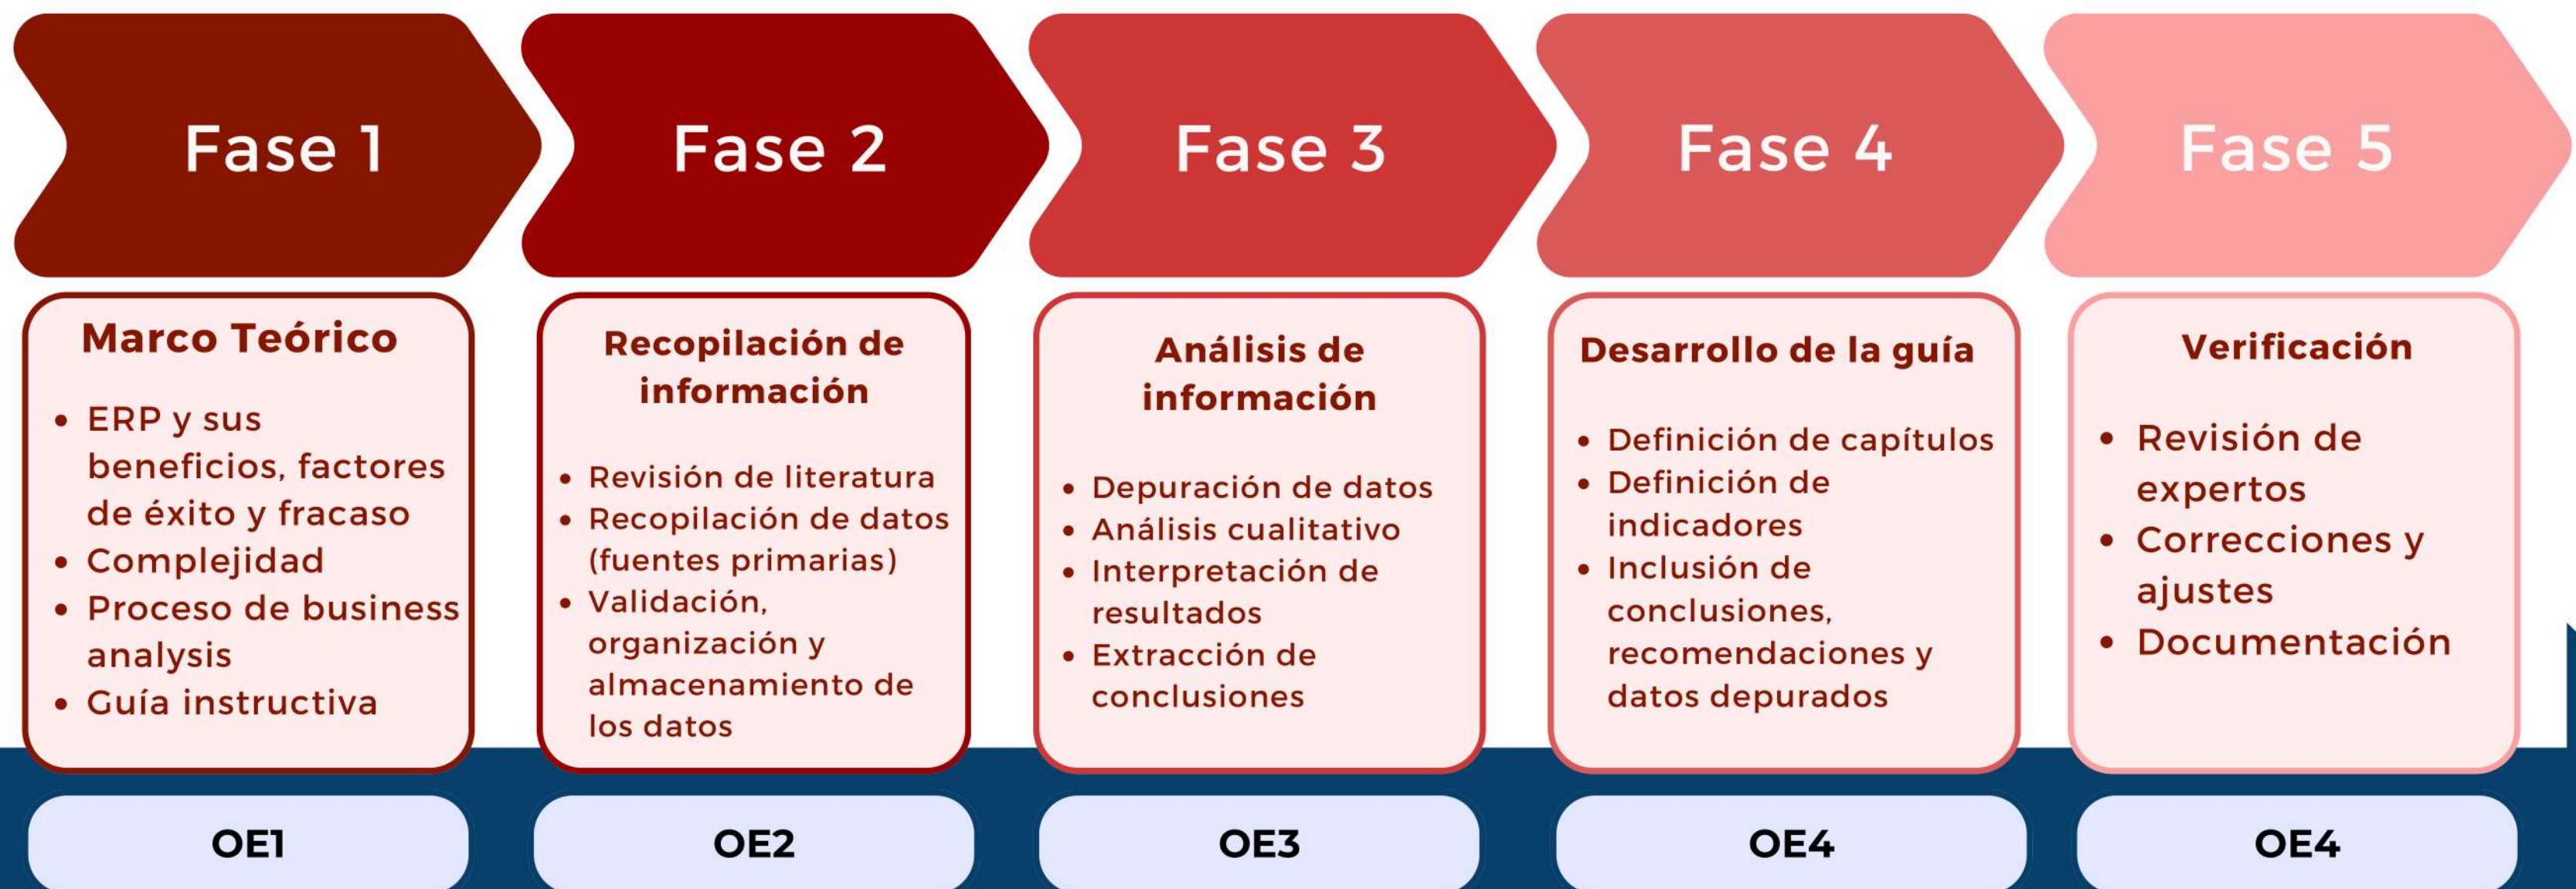 Fase 1
Fase 2
Fase 3
Fase 4
Fase 5
Marco Teórico
• ERP y sus
beneficios, factores
de éxito y fracaso
• Complejidad
• Proceso de business
analysis
• Guía instructiva
Recopilación de
información
• Revisión de literatura
• Recopilación de datos
(fuentes primarias)
• Validación,
organización y
almacenamiento de
los datos
Análisis de
información
• Depuración de datos
• Análisis cualitativo
• Interpretación de
resultados
• Extracción de
conclusiones
Desarrollo de la guía
• Definición de capítulos
• Definición de
indicadores
• Inclusión de
conclusiones,
recomendaciones y
datos depurados
Verificación
• Revisión de
expertos
• Correcciones y
ajustes
• Documentación
OE1
OE2
OE3
OE4
OE4